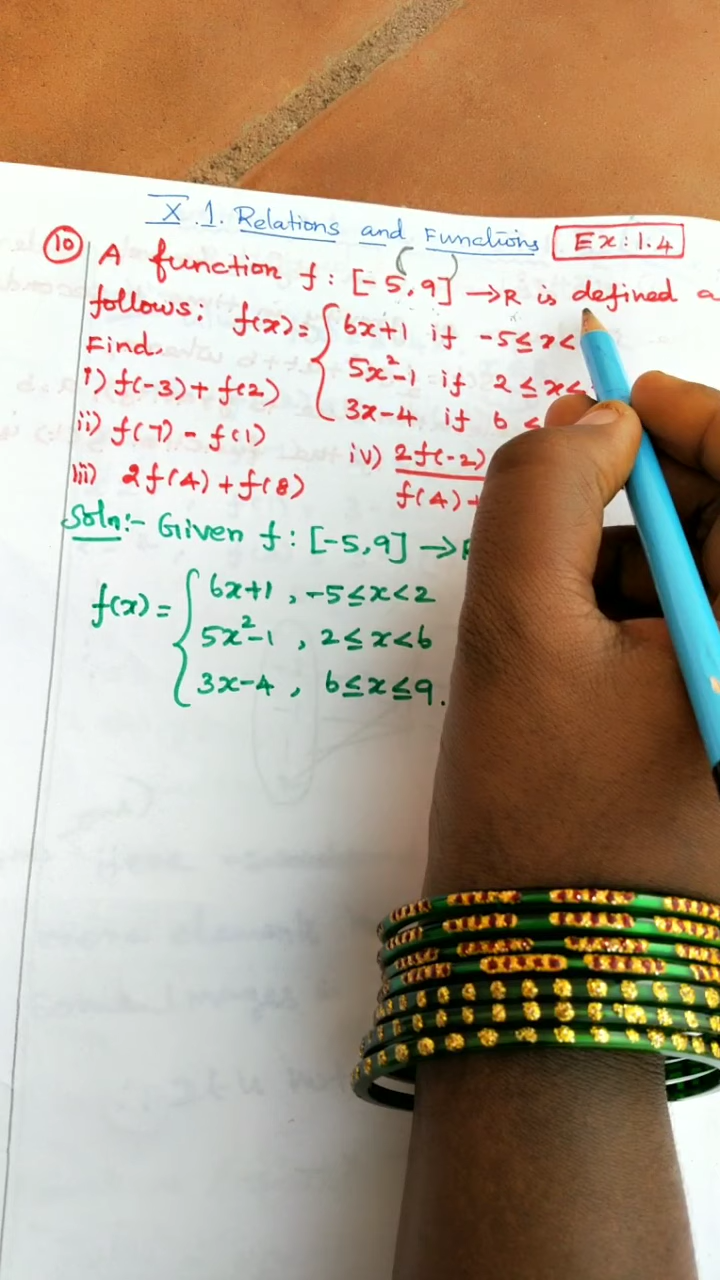 X.1. Relations and Functions Ex:1.4
10 A function f : [-5,9] → R is defined a
follows: f(x) = { 6x+1 if -5≤x<
Find. 5x²-1 if 2≤x<
i) f(-3)+f(2) 3x-4 if 6≤
ii) f(7) - f(1) iv) 2f(-2)
iii) 2f(4)+f(8) f(4)+
Soln:- Given f : [-5,9] → R
f(x) = { 6x+1 , -5≤x<2
5x²-1 , 2≤x<6
3x-4 , 6≤x≤9.